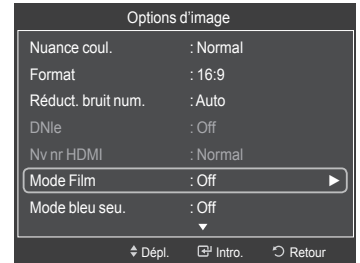 Options d'image
Nuance coul. : Normal
Format : 16:9
Réduct. bruit num. : Auto
DNIe : Off
Nv nr HDMI : Normal
Mode Film : Off ►
Mode bleu seu. : Off
▼
Dépl. Intro. Retour